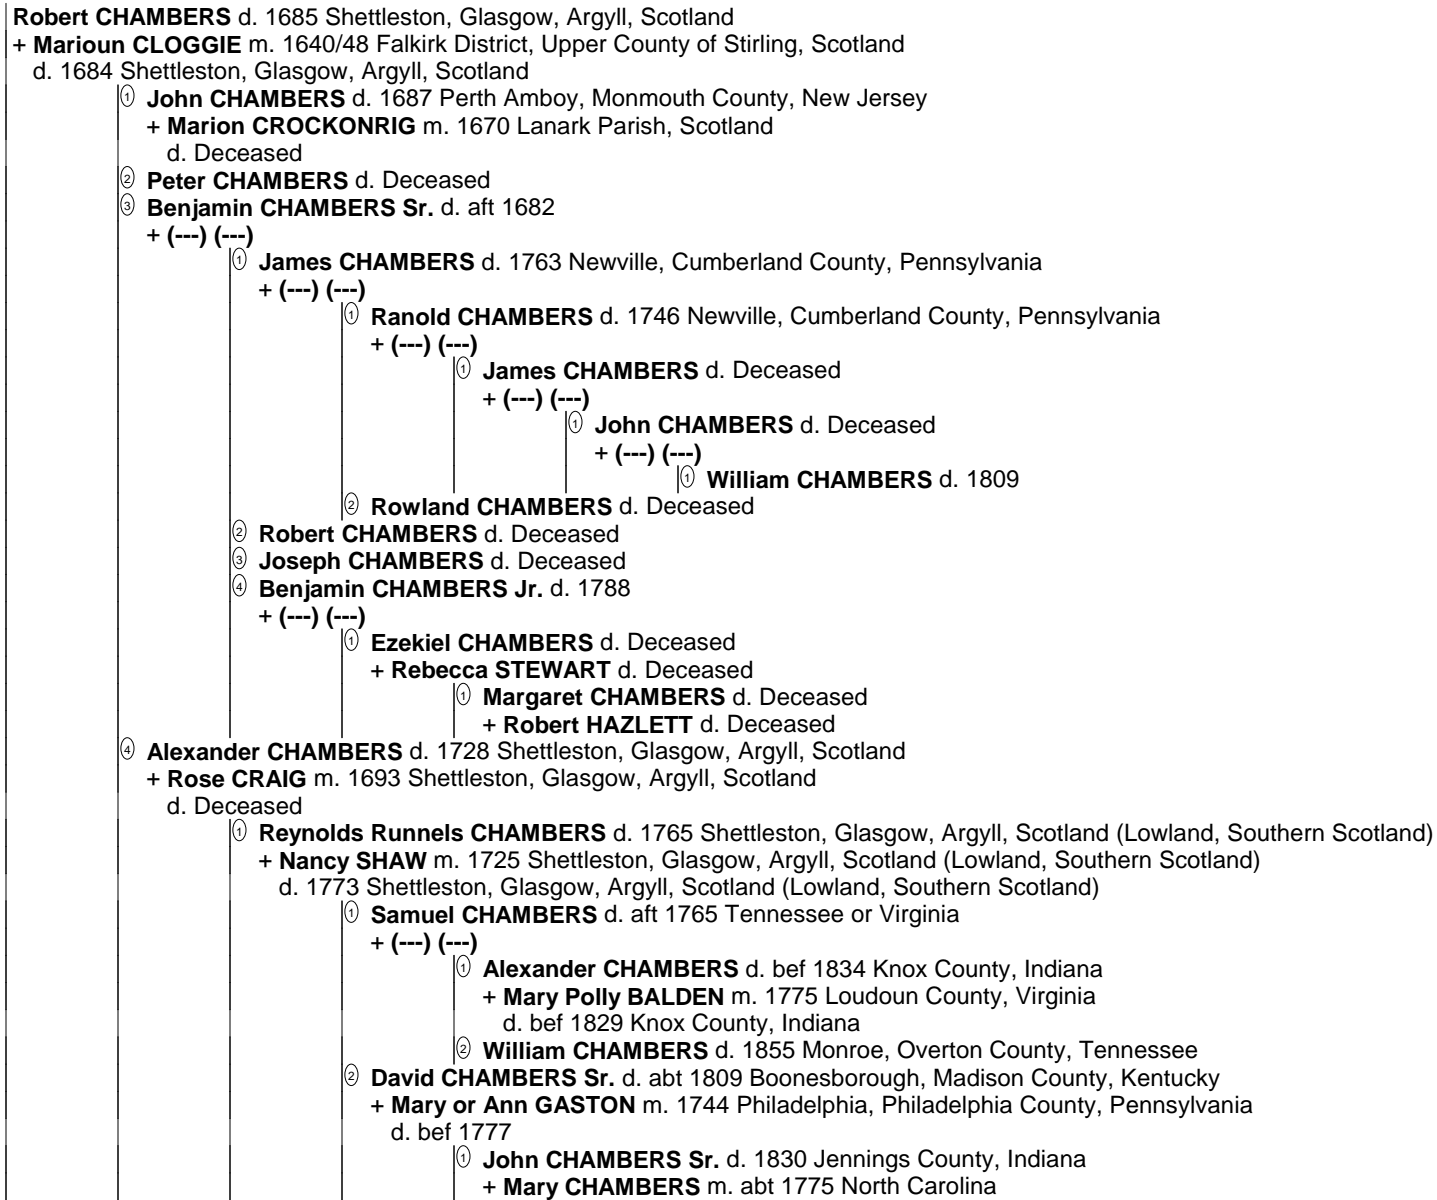 Robert CHAMBERS d. 1685 Shettleston, Glasgow, Argyll, Scotland
+ Marioun CLOGGIE m. 1640/48 Falkirk District, Upper County of Stirling, Scotland
d. 1684 Shettleston, Glasgow, Argyll, Scotland
① John CHAMBERS d. 1687 Perth Amboy, Monmouth County, New Jersey
+ Marion CROCKONRIG m. 1670 Lanark Parish, Scotland
d. Deceased
② Peter CHAMBERS d. Deceased
③ Benjamin CHAMBERS Sr. d. aft 1682
+ (---) (---)
① James CHAMBERS d. 1763 Newville, Cumberland County, Pennsylvania
+ (---) (---)
① Ranold CHAMBERS d. 1746 Newville, Cumberland County, Pennsylvania
+ (---) (---)
① James CHAMBERS d. Deceased
+ (---) (---)
① John CHAMBERS d. Deceased
+ (---) (---)
① William CHAMBERS d. 1809
② Rowland CHAMBERS d. Deceased
② Robert CHAMBERS d. Deceased
③ Joseph CHAMBERS d. Deceased
④ Benjamin CHAMBERS Jr. d. 1788
+ (---) (---)
① Ezekiel CHAMBERS d. Deceased
+ Rebecca STEWART d. Deceased
① Margaret CHAMBERS d. Deceased
+ Robert HAZLETT d. Deceased
④ Alexander CHAMBERS d. 1728 Shettleston, Glasgow, Argyll, Scotland
+ Rose CRAIG m. 1693 Shettleston, Glasgow, Argyll, Scotland
d. Deceased
① Reynolds Runnels CHAMBERS d. 1765 Shettleston, Glasgow, Argyll, Scotland (Lowland, Southern Scotland)
+ Nancy SHAW m. 1725 Shettleston, Glasgow, Argyll, Scotland (Lowland, Southern Scotland)
d. 1773 Shettleston, Glasgow, Argyll, Scotland (Lowland, Southern Scotland)
① Samuel CHAMBERS d. aft 1765 Tennessee or Virginia
+ (---) (---)
① Alexander CHAMBERS d. bef 1834 Knox County, Indiana
+ Mary Polly BALDEN m. 1775 Loudoun County, Virginia
d. bef 1829 Knox County, Indiana
② William CHAMBERS d. 1855 Monroe, Overton County, Tennessee
② David CHAMBERS Sr. d. abt 1809 Boonesborough, Madison County, Kentucky
+ Mary or Ann GASTON m. 1744 Philadelphia, Philadelphia County, Pennsylvania
d. bef 1777
① John CHAMBERS Sr. d. 1830 Jennings County, Indiana
+ Mary CHAMBERS m. abt 1775 North Carolina